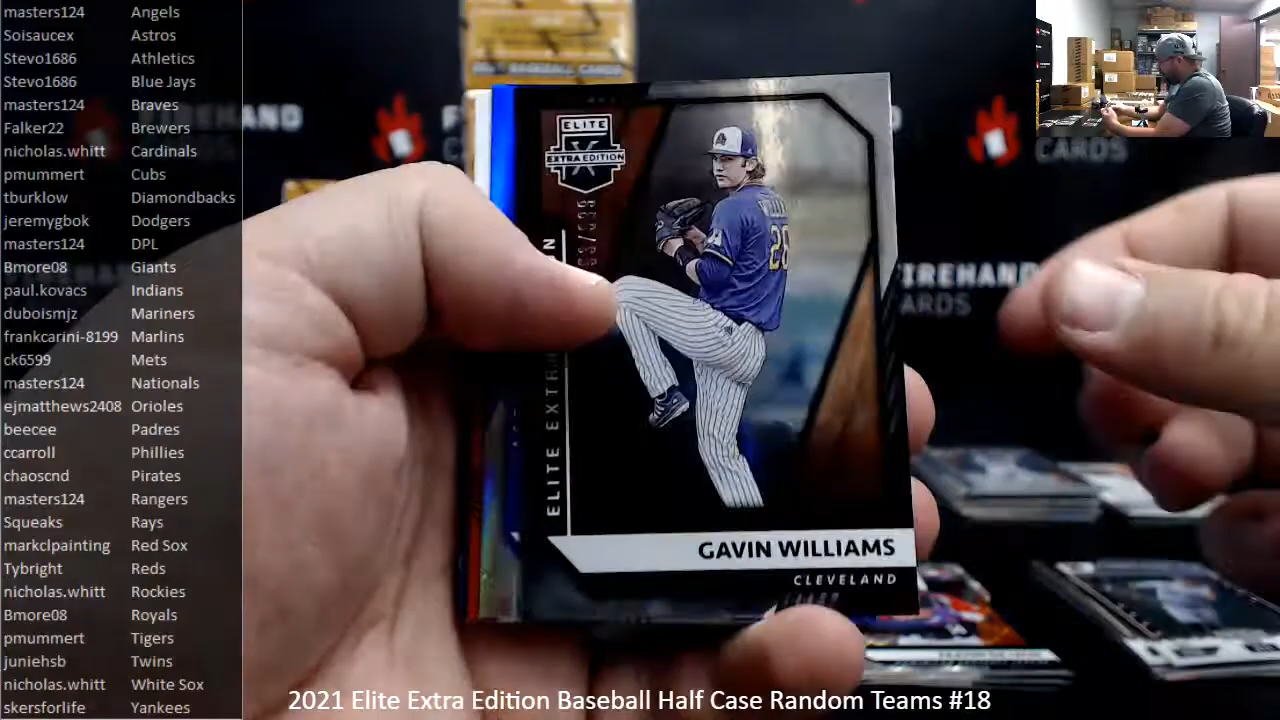 masters124 Angels
Soisaucex Astros
Stevo1686 Athletics
Stevo1686 Blue Jays
masters124 Braves
Falker22 Brewers
nicholas.whitt Cardinals
pmummert Cubs
tburklow Diamondbacks
jeremygbok Dodgers
masters124 DPL
Bmore08 Giants
paul.kovacs Indians
duboismjz Mariners
frankcarini-8199 Marlins
ck6599 Mets
masters124 Nationals
ejmatthews2408 Orioles
beecee Padres
ccarroll Phillies
chaoscnd Pirates
masters124 Rangers
Squeaks Rays
markclpainting Red Sox
Tybright Reds
nicholas.whitt Rockies
Bmore08 Royals
pmummert Tigers
juniehsb Twins
nicholas.whitt White Sox
skersforlife Yankees
ELITE
EXTRA EDITION
ELITE
26
GAVIN WILLIAMS
CLEVELAND
CARDS
FIREHAND
CARDS
2021 Elite Extra Edition Baseball Half Case Random Teams #18